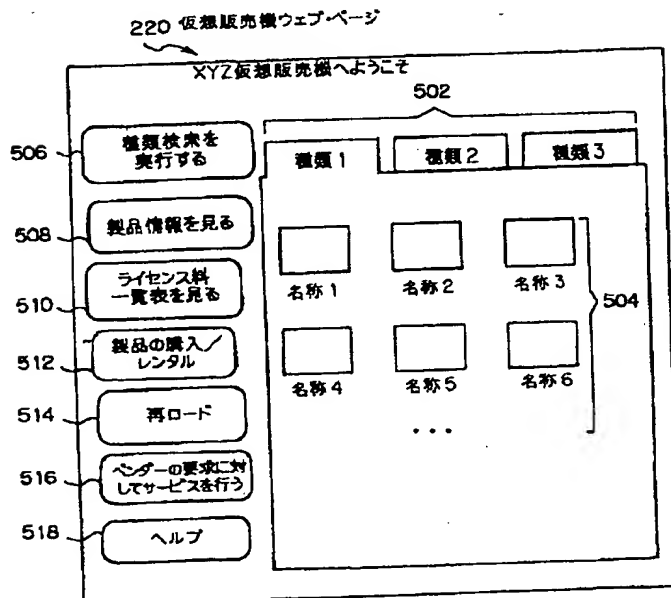 220 仮想販売機ウェブ・ページ
XYZ仮想販売機へようこそ
502
506
種類検索を
実行する
種類1
種類2
種類3
508
製品情報を見る
510
ライセンス料
一覧表を見る
512
製品の購入/
レンタル
514
再ロード
516
ベンダーの要求に対
してサービスを行う
518
ヘルプ
名称1
名称2
名称3
504
名称4
名称5
名称6
...